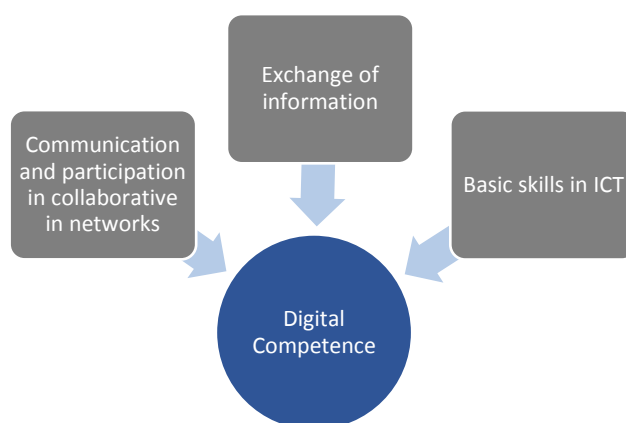 Exchange of
information
Communication
and participation
in collaborative
in networks
Basic skills in ICT
Digital
Competence